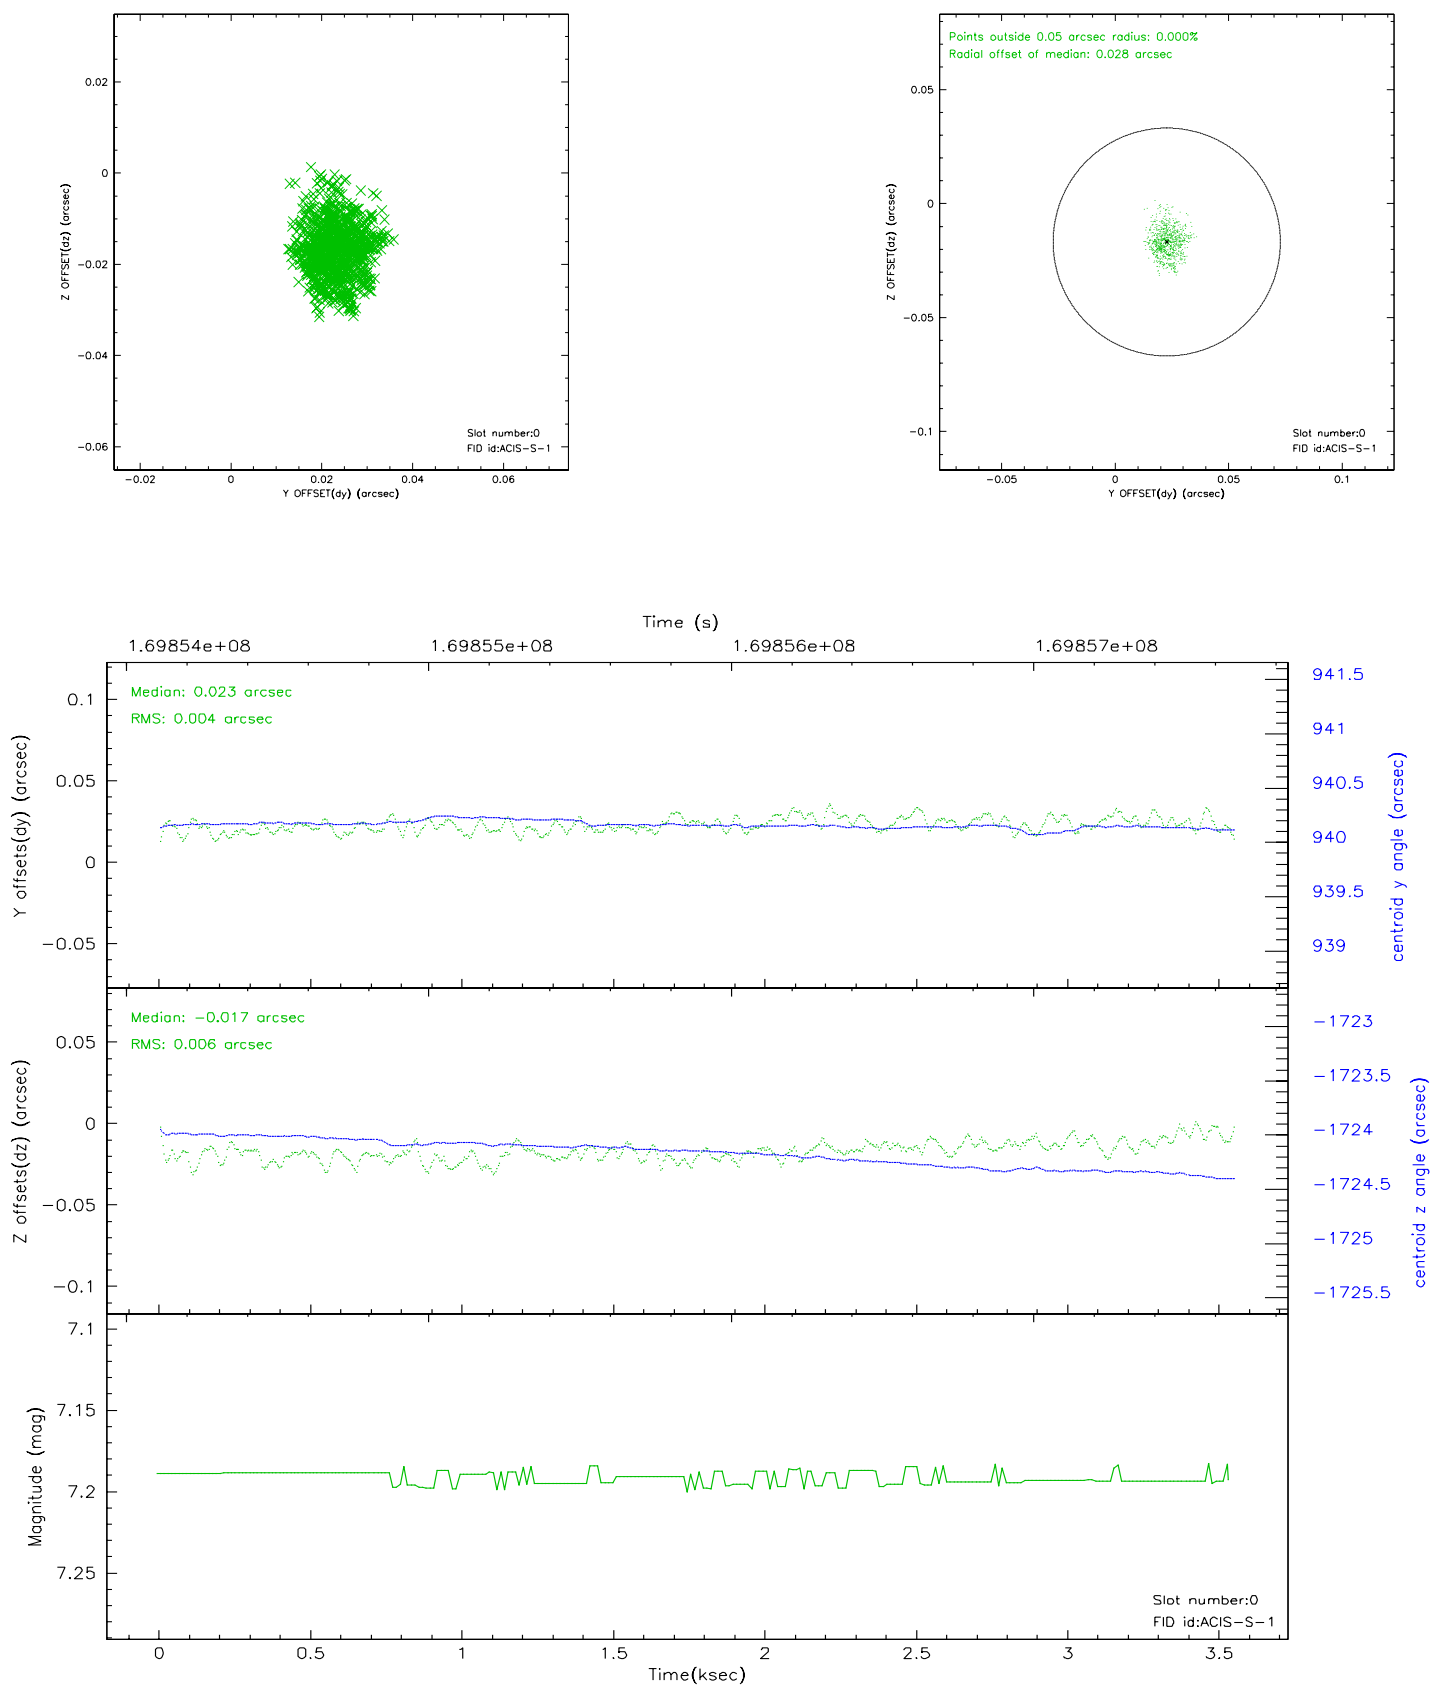 0.02
0
-0.02
-0.04
-0.06
Z OFFSET(dz) (arcsec)
Slot number:0
FID id:ACIS-S-1
-0.02 0 0.02 0.04 0.06
Y OFFSET(dy) (arcsec)
Points outside 0.05 arcsec radius: 0.000%
Radial offset of median: 0.028 arcsec
0.05
0
-0.05
-0.1
Z OFFSET(dz) (arcsec)
Slot number:0
FID id:ACIS-S-1
-0.05 0 0.05 0.1
Y OFFSET(dy) (arcsec)
Time (s)
1.69854e+08 1.69855e+08 1.69856e+08 1.69857e+08
Median: 0.023 arcsec
RMS: 0.004 arcsec
0.1
0.05
0
-0.05
Y offsets(dy) (arcsec)
941.5
941
940.5
940
939.5
939
centroid y angle (arcsec)
Median: -0.017 arcsec
RMS: 0.006 arcsec
0.05
0
-0.05
-0.1
Z offsets(dz) (arcsec)
-1723
-1723.5
-1724
-1724.5
-1725
-1725.5
centroid z angle (arcsec)
7.1
7.15
7.2
7.25
Magnitude (mag)
Slot number:0
FID id:ACIS-S-1
0 0.5 1 1.5 2 2.5 3 3.5
Time(ksec)